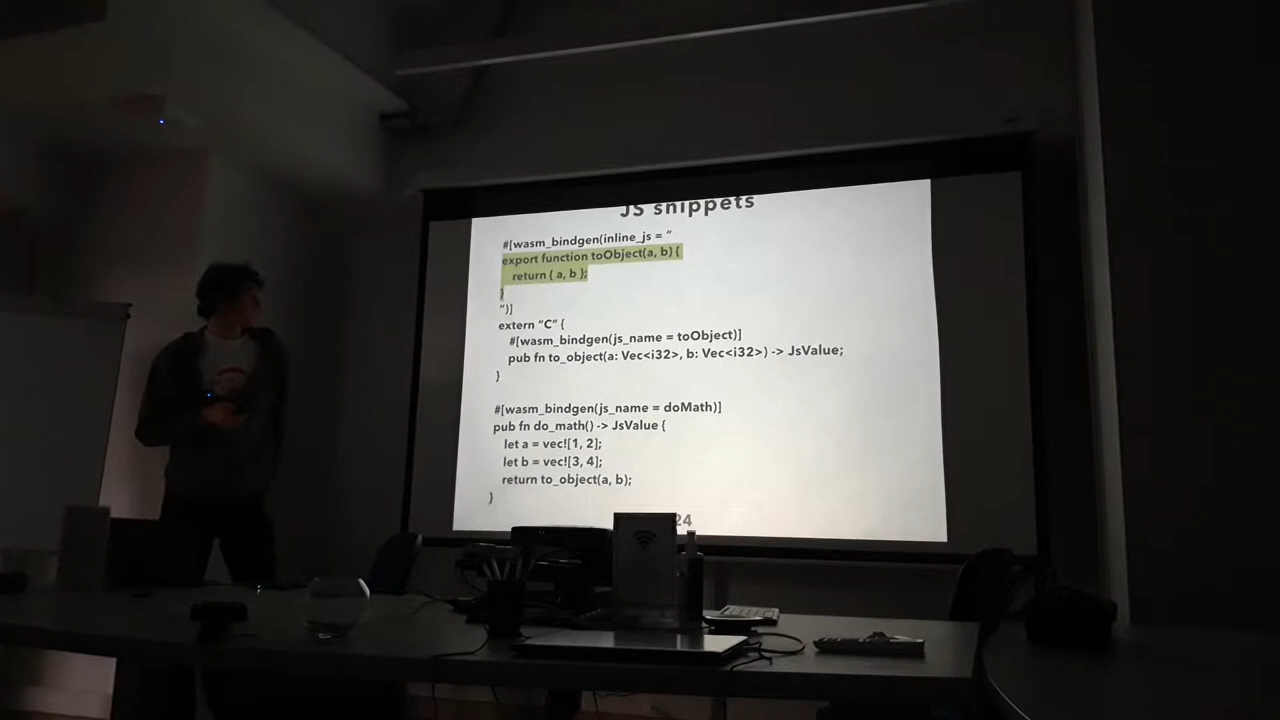 JS snippets
#[wasm_bindgen(inline_js = “
export function toObject(a, b) {
return { a, b };
}
“)]
extern “C” {
#[wasm_bindgen(js_name = toObject)]
pub fn to_object(a: Vec<i32>, b: Vec<i32>) -> JsValue;
}
#[wasm_bindgen(js_name = doMath)]
pub fn do_math() -> JsValue {
let a = vec![1, 2];
let b = vec![3, 4];
return to_object(a, b);
}
24